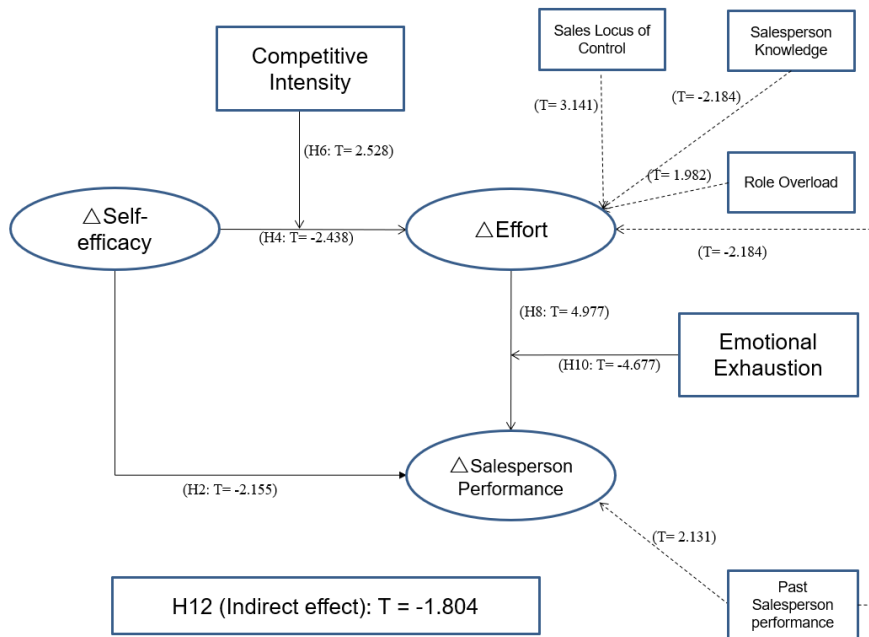 Competitive
Intensity
Sales Locus of
Control
Salesperson
Knowledge
(T= 3.141)
(T= -2.184)
(H6: T= 2.528)
(T= 1.982)
Role Overload
△Self-
efficacy
(H4: T= -2.438)
△Effort
(T= -2.184)
(H8: T= 4.977)
Emotional
Exhaustion
(H10: T= -4.677)
△Salesperson
Performance
(H2: T= -2.155)
(T= 2.131)
H12 (Indirect effect): T = -1.804
Past
Salesperson
performance